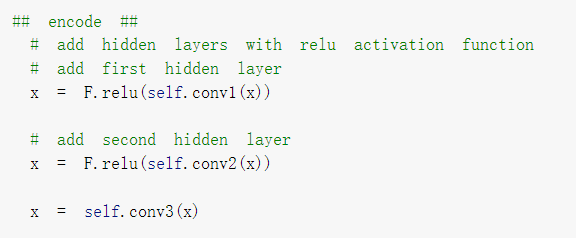 ## encode ##
# add hidden layers with relu activation function
# add first hidden layer
x = F.relu(self.conv1(x))
# add second hidden layer
x = F.relu(self.conv2(x))
x = self.conv3(x)